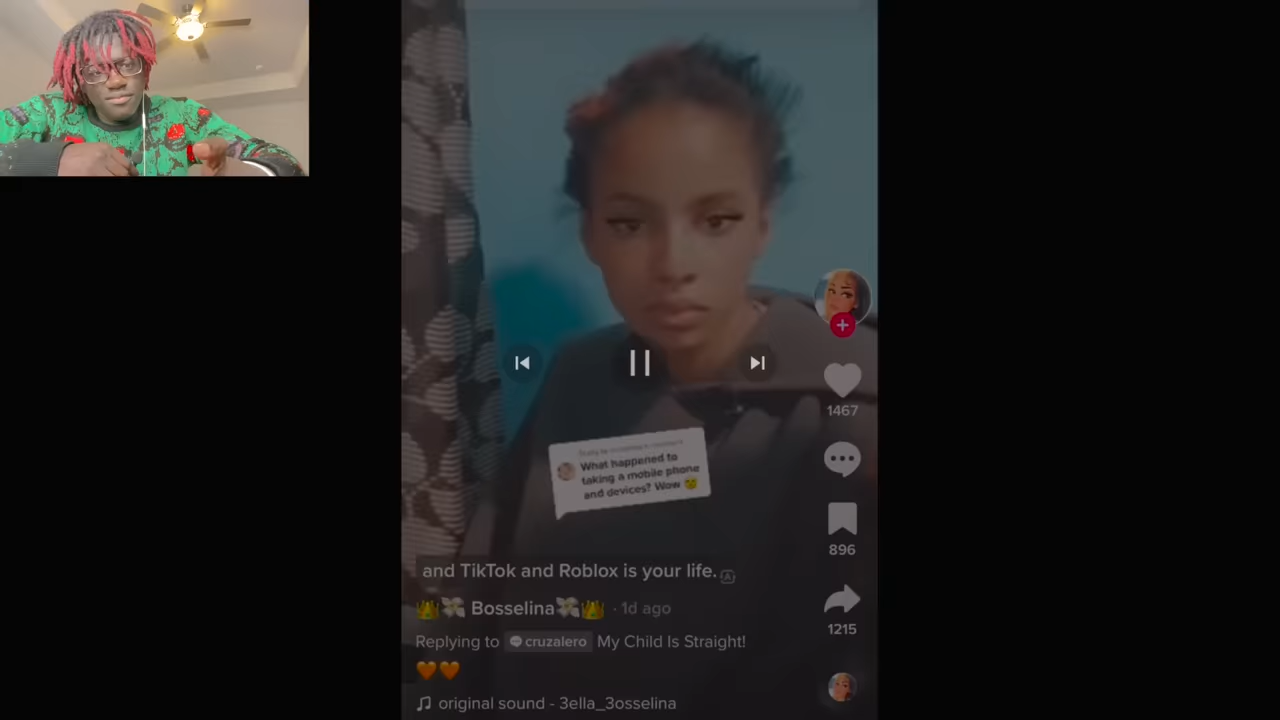 What happened to
taking a mobile phone
and devices? Wow 😿
and TikTok and Roblox is your life.
👑💸 Bosselina💸👑 · 1d ago
Replying to cruzalero My Child Is Straight!
🧡🧡
original sound - 3ella_3osselina
1467
896
1215